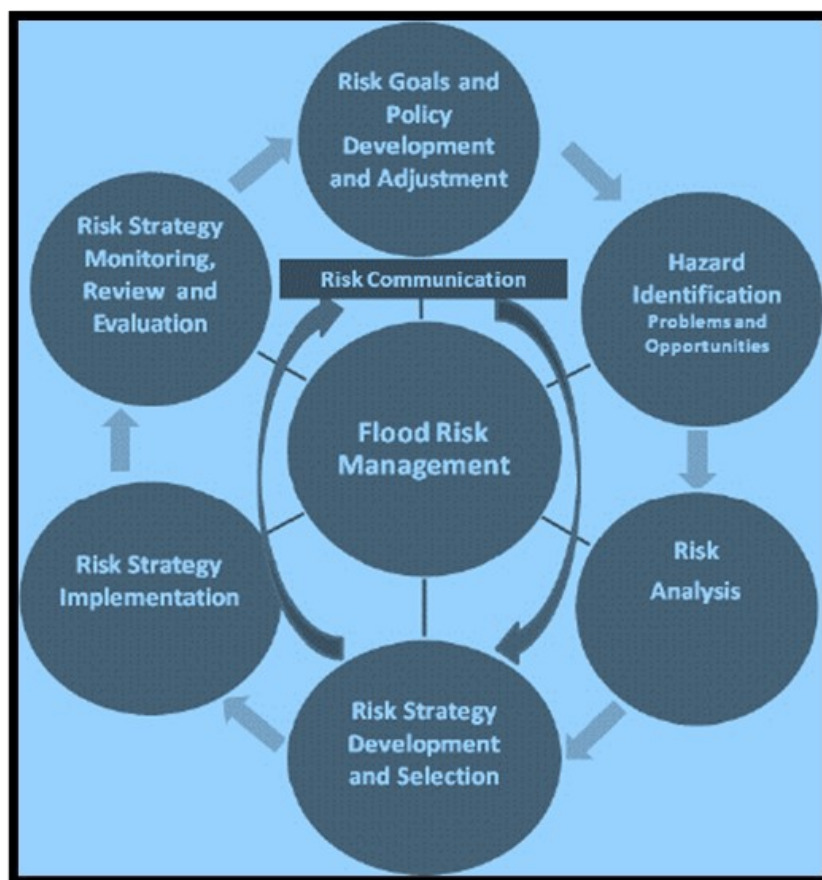 Risk Goals and
Policy
Development
and Adjustment
Hazard
Identification
Problems and
Opportunities
Risk
Analysis
Risk Strategy
Development
and Selection
Risk Strategy
Implementation
Risk Strategy
Monitoring,
Review and
Evaluation
Risk Communication
Flood Risk
Management